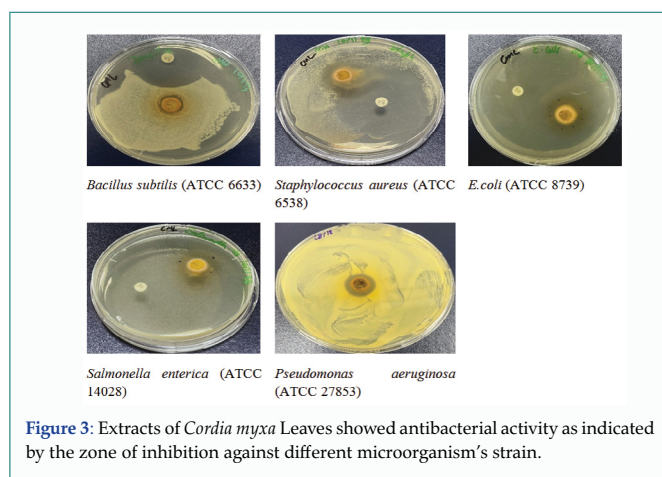 Bacillus subtilis (ATCC 6633)
Staphylococcus aureus (ATCC
6538)
E.coli (ATCC 8739)
Salmonella enterica (ATCC
14028)
Pseudomonas aeruginosa
(ATCC 27853)
Figure 3: Extracts of Cordia myxa Leaves showed antibacterial activity as indicated
by the zone of inhibition against different microorganism's strain.